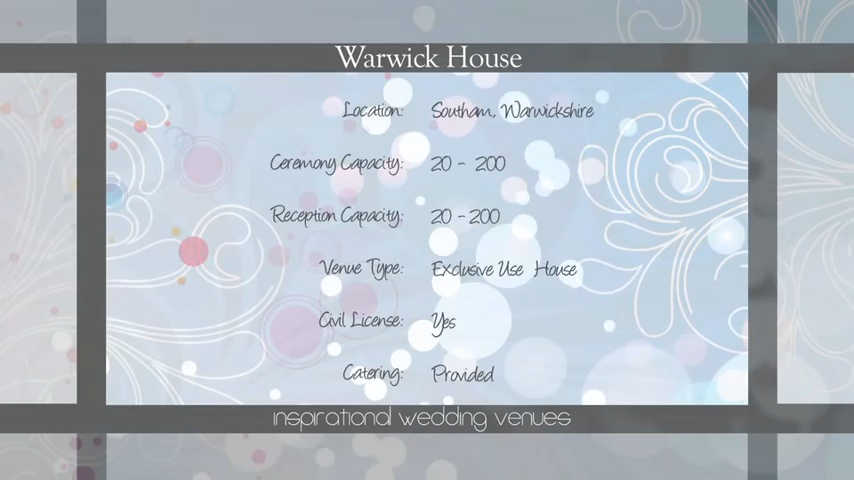 Warwick House
Location: Southam, Warwickshire
Ceremony Capacity: 20 - 200
Reception Capacity: 20 - 200
Venue Type: Exclusive Use House
Civil License: Yes
Catering: Provided
inspirational wedding venues